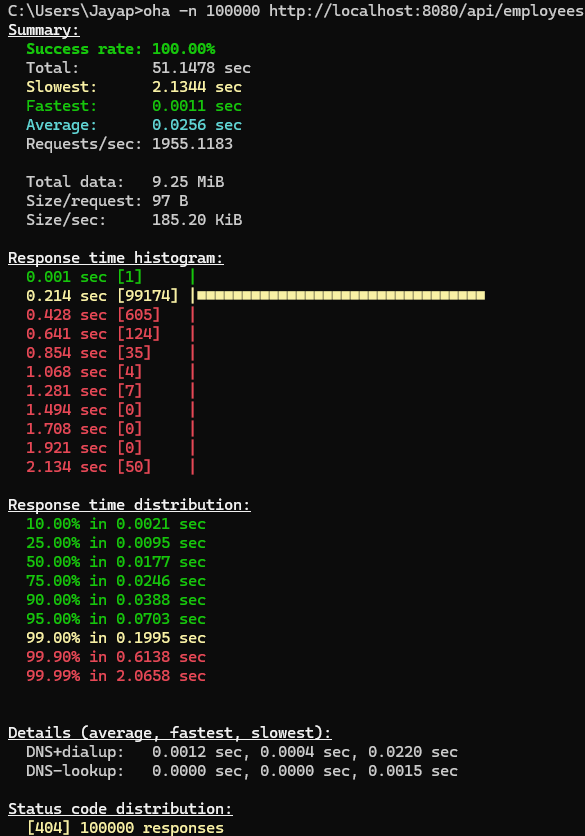 C:\Users\Jayap>oha -n 100000 http://localhost:8080/api/employees
Summary:
Success rate: 100.00%
Total: 51.1478 sec
Slowest: 2.1344 sec
Fastest: 0.0011 sec
Average: 0.0256 sec
Requests/sec: 1955.1183
Total data: 9.25 MiB
Size/request: 97 B
Size/sec: 185.20 KiB
Response time histogram:
0.001 sec [1] |
0.214 sec [99174] |■■■■■■■■■■■■■■■■■■■■■■■■■■■■■■■■
0.428 sec [605] |
0.641 sec [124] |
0.854 sec [35] |
1.068 sec [4] |
1.281 sec [7] |
1.494 sec [0] |
1.708 sec [0] |
1.921 sec [0] |
2.134 sec [50] |
Response time distribution:
10.00% in 0.0021 sec
25.00% in 0.0095 sec
50.00% in 0.0177 sec
75.00% in 0.0246 sec
90.00% in 0.0388 sec
95.00% in 0.0703 sec
99.00% in 0.1995 sec
99.90% in 0.6138 sec
99.99% in 2.0658 sec
Details (average, fastest, slowest):
DNS+dialup: 0.0012 sec, 0.0004 sec, 0.0220 sec
DNS-lookup: 0.0000 sec, 0.0000 sec, 0.0015 sec
Status code distribution:
[404] 100000 responses